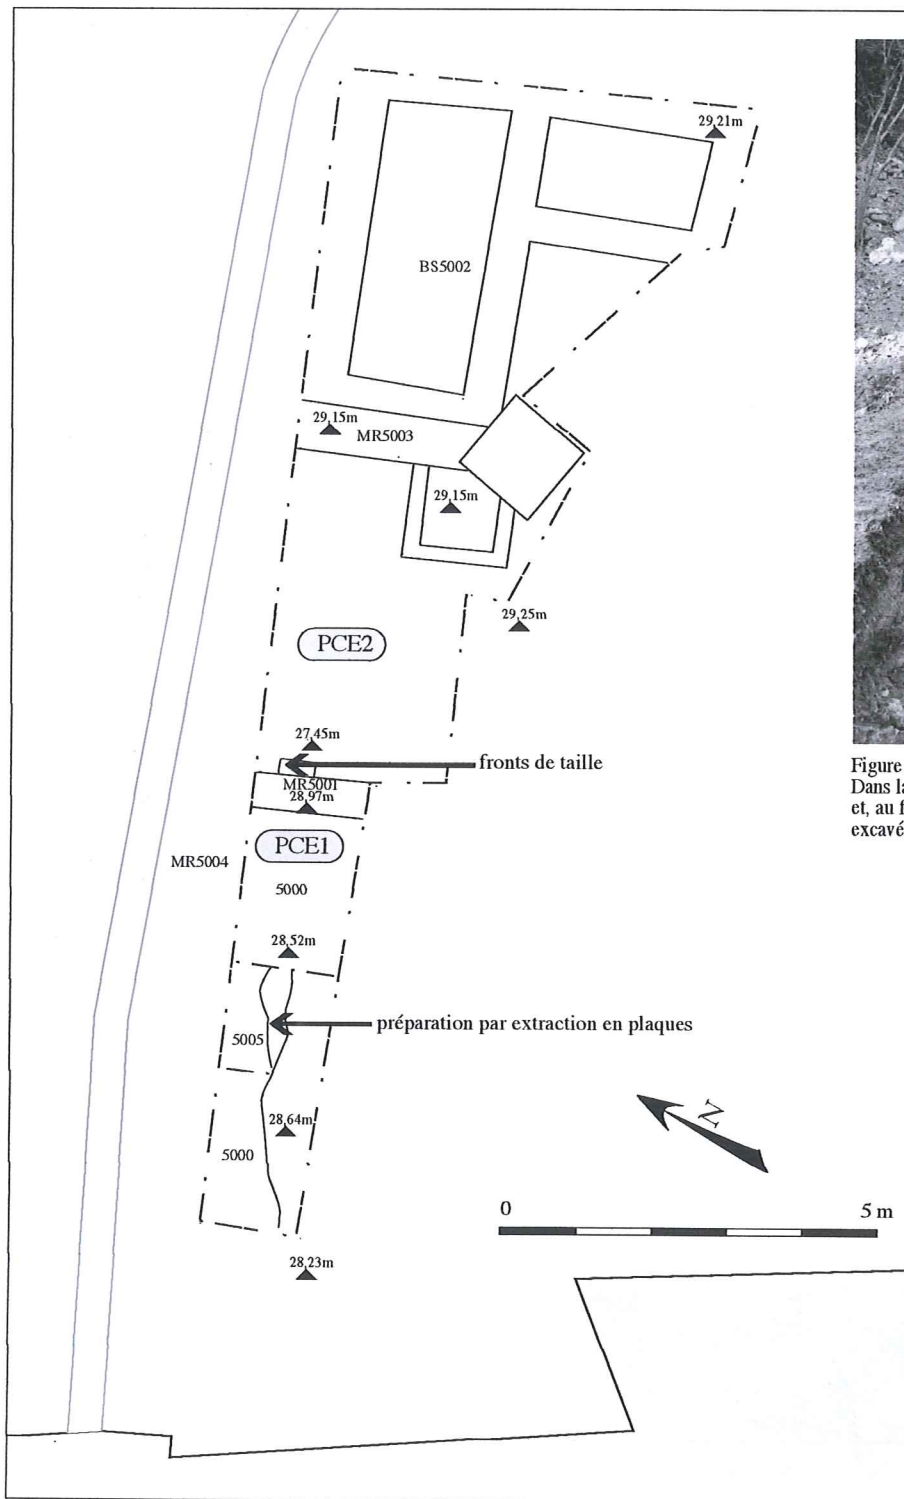 29,21m
BS5002
29,15m
MR5003
29,15m
29,25m
PCE2
27,45m
fronts de taille
MR5001
28,97m
PCE1
MR5004
5000
28,52m
préparation par extraction en plaques
5005
28,64m
5000
N
0 5 m
28,23m
Figure
Dans la
et, au f
excavé